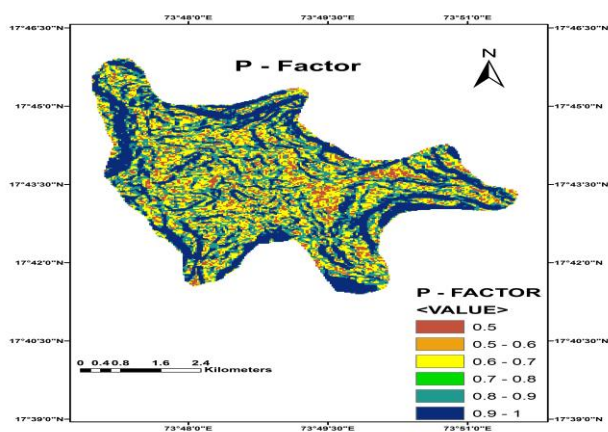 73°48'0"E 73°49'30"E 73°51'0"E
17°46'30"N 17°46'30"N
P - Factor
N
17°45'0"N 17°45'0"N
17°43'30"N 17°43'30"N
17°42'0"N 17°42'0"N
P - FACTOR
<VALUE>
0.5
0.5 - 0.6
0.6 - 0.7
0.7 - 0.8
0.8 - 0.9
0.9 - 1
17°40'30"N 17°40'30"N
0 0.4 0.8 1.6 2.4
Kilometers
17°39'0"N 17°39'0"N
73°48'0"E 73°49'30"E 73°51'0"E